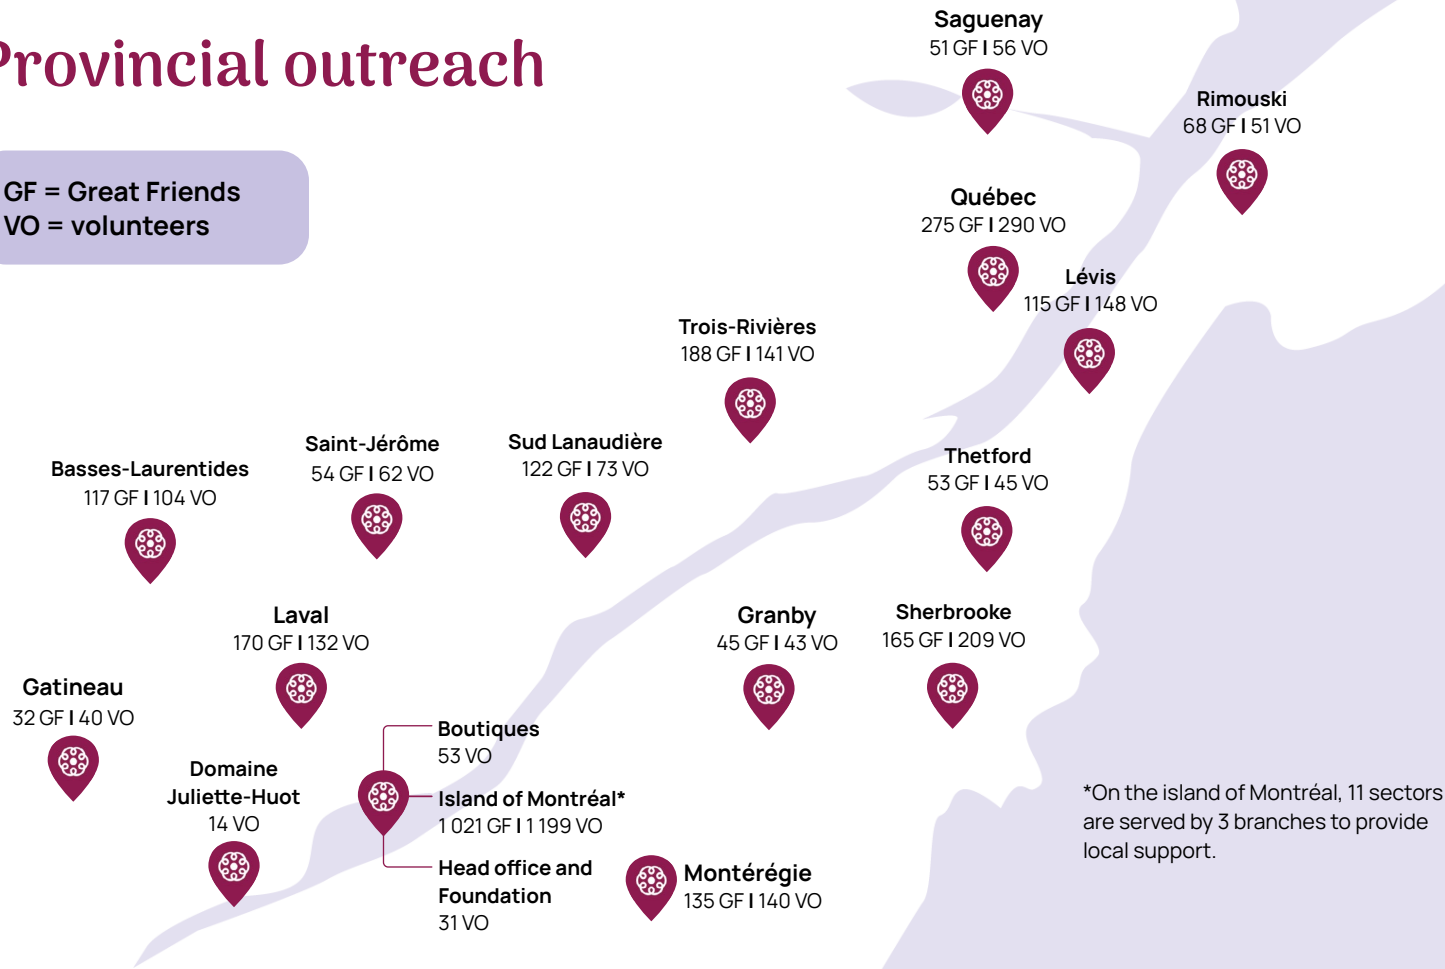 Provincial outreach
GF = Great Friends
VO = volunteers
Saguenay
51 GF I 56 VO
Rimouski
68 GF I 51 VO
Québec
275 GF I 290 VO
Lévis
115 GF I 148 VO
Trois-Rivières
188 GF I 141 VO
Basses-Laurentides
117 GF I 104 VO
Saint-Jérôme
54 GF I 62 VO
Sud Lanaudière
122 GF I 73 VO
Thetford
53 GF I 45 VO
Laval
170 GF I 132 VO
Granby
45 GF I 43 VO
Sherbrooke
165 GF I 209 VO
Gatineau
32 GF I 40 VO
Domaine
Juliette-Huot
14 VO
Boutiques
53 VO
Island of Montréal*
1 021 GF I 1 199 VO
Head office and
Foundation
31 VO
Montérégie
135 GF I 140 VO
*On the island of Montréal, 11 sectors
are served by 3 branches to provide
local support.